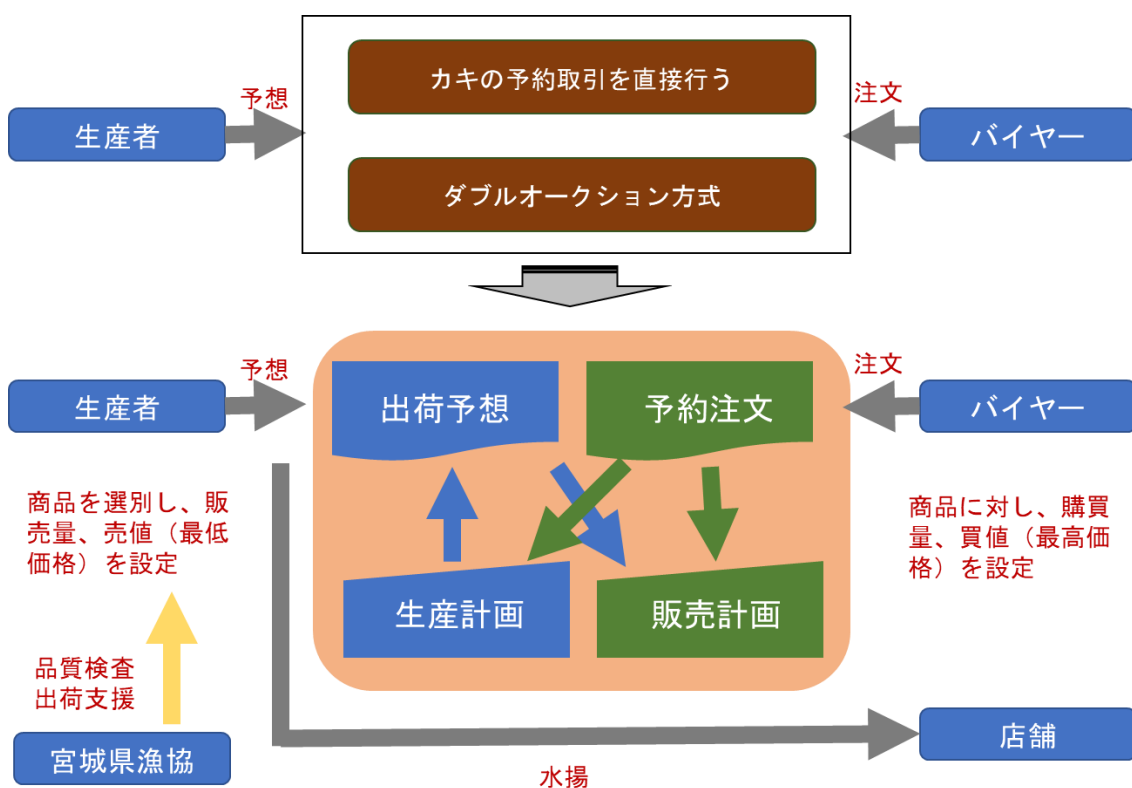 カキの予約取引を直接行う
予想
注文
生産者
バイヤー
ダブルオークション方式
予想
注文
生産者
出荷予想
予約注文
バイヤー
商品を選別し、販
売量、売値（最低
価格）を設定
商品に対し、購買
量、買値（最高価
格）を設定
生産計画
販売計画
品質検査
出荷支援
宮城県漁協
店舗
水揚